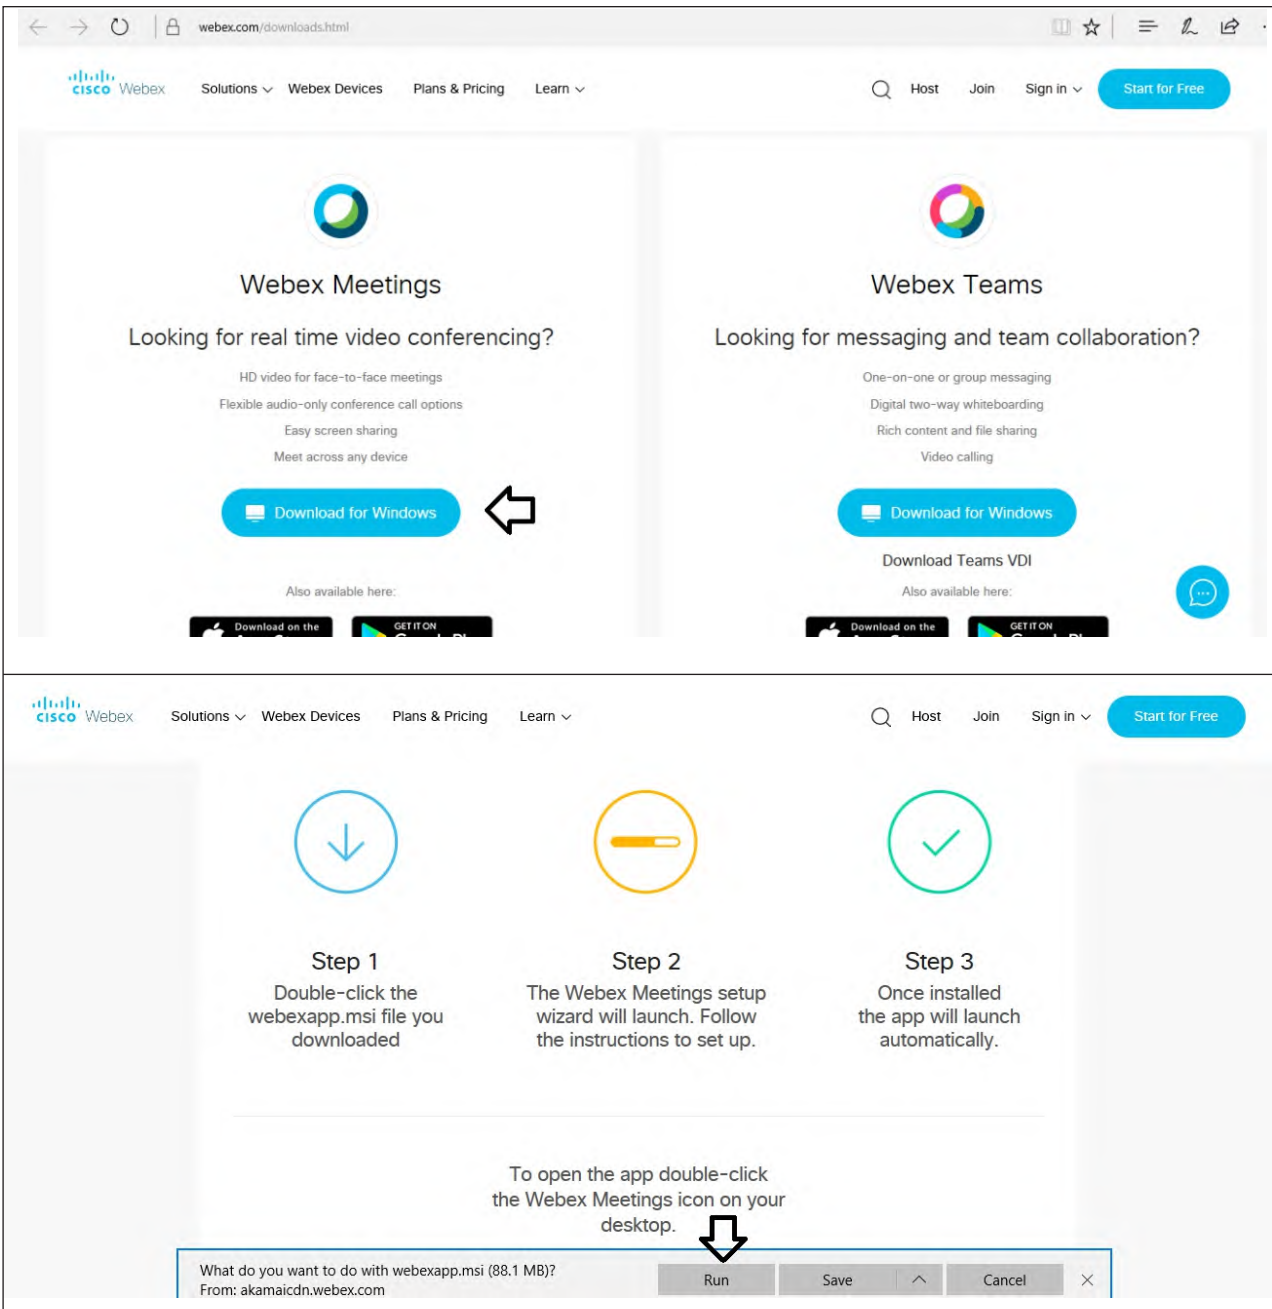 webex.com/downloads.html
cisco Webex Solutions Webex Devices Plans & Pricing Learn Host Join Sign in Start for Free
Webex Meetings
Looking for real time video conferencing?
HD video for face-to-face meetings
Flexible audio-only conference call options
Easy screen sharing
Meet across any device
Download for Windows
Also available here:
Download on the
GET IT ON
Webex Teams
Looking for messaging and team collaboration?
One-on-one or group messaging
Digital two-way whiteboarding
Rich content and file sharing
Video calling
Download for Windows
Download Teams VDI
Also available here:
Download on the
GET IT ON
cisco Webex Solutions Webex Devices Plans & Pricing Learn Host Join Sign in Start for Free
Step 1
Double-click the
webexapp.msi file you
downloaded
Step 2
The Webex Meetings setup
wizard will launch. Follow
the instructions to set up.
Step 3
Once installed
the app will launch
automatically.
To open the app double-click
the Webex Meetings icon on your
desktop.
What do you want to do with webexapp.msi (88.1 MB)?
From: akamaicdn.webex.com
Run Save Cancel